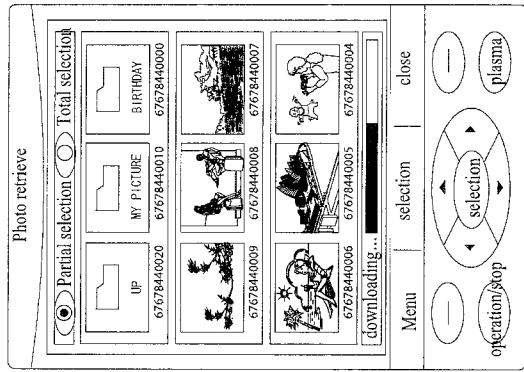 Photo retrieve
Partial selection Total selection
UP MY PICTURE BIRTHDAY
67678440020 67678440010 67678440000
67678440009 67678440008 67678440007
67678440006 67678440005 67678440004
downloading...
Menu selection close
selection
operation/stop plasma